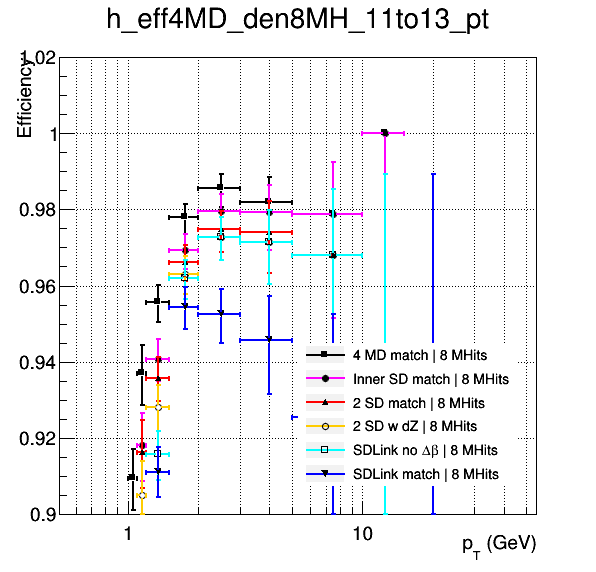 h_eff4MD_den8MH_11to13_pt
Efficiency
1.02
1
0.98
0.96
0.94
0.92
0.9
4 MD match | 8 MHits
Inner SD match | 8 MHits
2 SD match | 8 MHits
2 SD w dZ | 8 MHits
SDLink no Δβ | 8 MHits
SDLink match | 8 MHits
1 10
p_T (GeV)